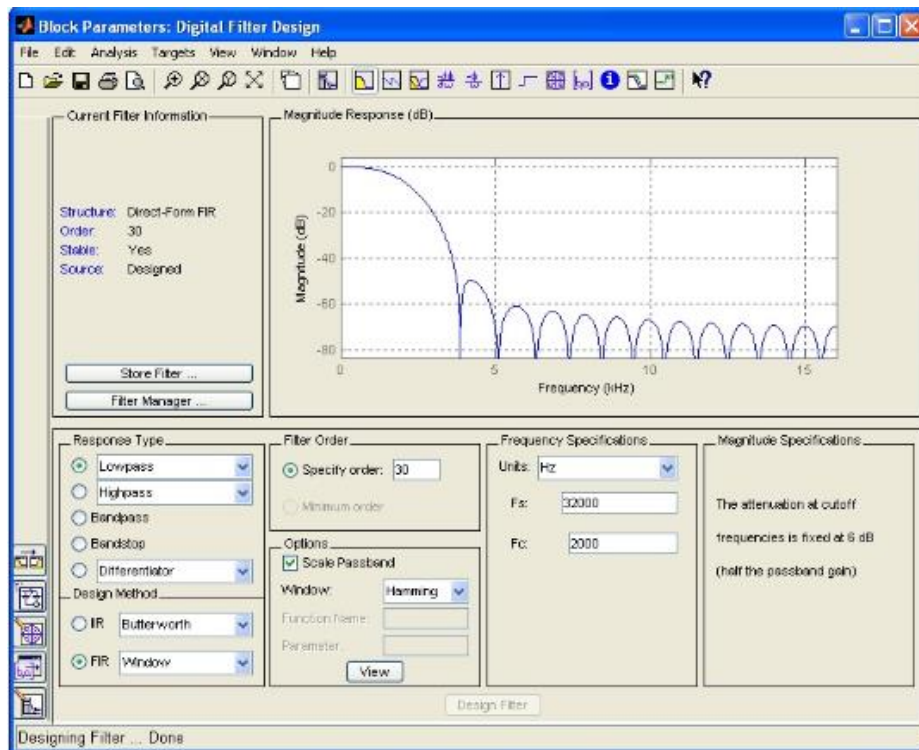 Block Parameters: Digital Filter Design
File Edit Analysis Targets View Window Help
Current Filter Information
Structure: Direct-Form FIR
Order: 30
Stable: Yes
Source: Designed
Store Filter ...
Filter Manager ...
Magnitude Response (dB)
Magnitude (dB)
0
-20
-40
-60
-80
0 5 10 15
Frequency (kHz)
Response Type
Lowpass
Highpass
Bandpass
Bandstop
Differentiator
Design Method
IIR Butterworth
FIR Window
Filter Order
Specify order: 30
Minimum order
Options
Scale Passband
Window: Hamming
Function Name:
Parameter:
View
Frequency Specifications
Units: Hz
Fs: 32000
Fc: 2000
Magnitude Specifications
The attenuation at cutoff
frequencies is fixed at 6 dB
(half the passband gain)
Design Filter
Designing Filter ... Done